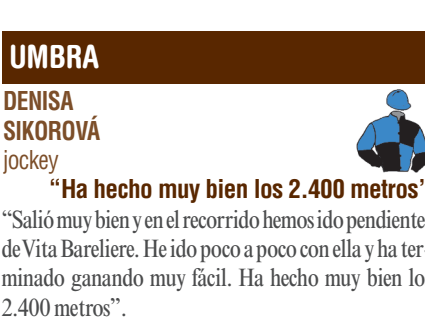 UMBRA
DENISA
SIKOROVÁ
jockey
“Ha hecho muy bien los 2.400 metros’
“Salió muy bien y en el recorrido hemos ido pendiente
de Vita Bareliere. He ido poco a poco con ella y ha ter-
minado ganando muy fácil. Ha hecho muy bien lo
2.400 metros”.